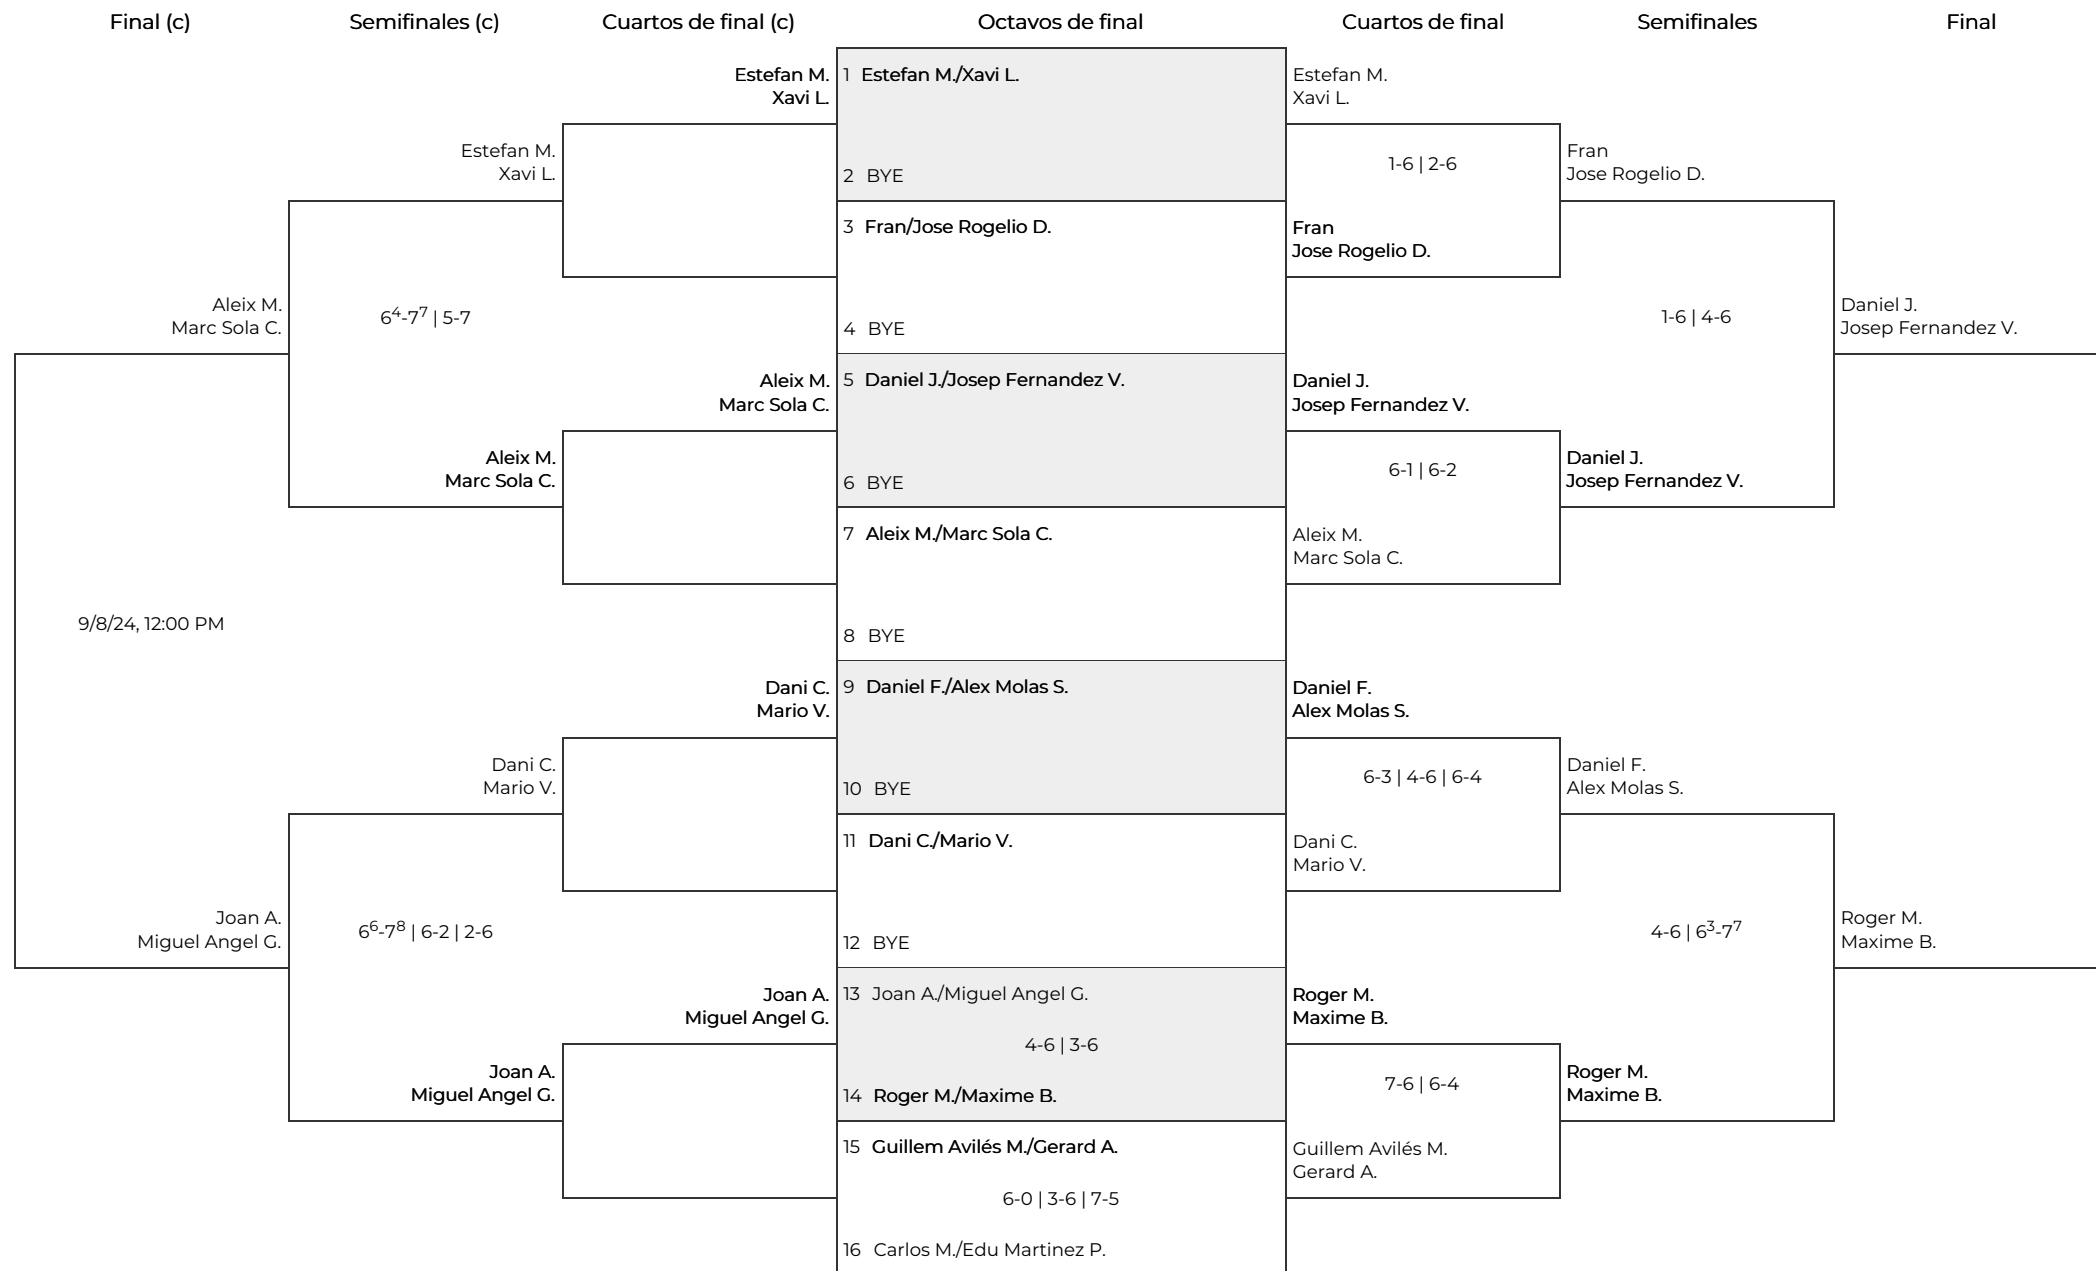 Final (c)
Semifinales (c)
Cuartos de final (c)
Octavos de final
Cuartos de final
Semifinales
Final
Aleix M.
Marc Sola C.
9/8/24, 12:00 PM
Joan A.
Miguel Angel G.
Estefan M.
Xavi L.
6⁴-7⁷ | 5-7
Aleix M.
Marc Sola C.
Dani C.
Mario V.
6⁶-7⁸ | 6-2 | 2-6
Joan A.
Miguel Angel G.
Estefan M.
Xavi L.
Aleix M.
Marc Sola C.
Dani C.
Mario V.
Joan A.
Miguel Angel G.
1 Estefan M./Xavi L.
2 BYE
3 Fran/Jose Rogelio D.
4 BYE
5 Daniel J./Josep Fernandez V.
6 BYE
7 Aleix M./Marc Sola C.
8 BYE
9 Daniel F./Alex Molas S.
10 BYE
11 Dani C./Mario V.
12 BYE
13 Joan A./Miguel Angel G.
4-6 | 3-6
14 Roger M./Maxime B.
15 Guillem Avilés M./Gerard A.
6-0 | 3-6 | 7-5
16 Carlos M./Edu Martinez P.
Estefan M.
Xavi L.
1-6 | 2-6
Fran
Jose Rogelio D.
Daniel J.
Josep Fernandez V.
6-1 | 6-2
Aleix M.
Marc Sola C.
Daniel F.
Alex Molas S.
6-3 | 4-6 | 6-4
Dani C.
Mario V.
Roger M.
Maxime B.
7-6 | 6-4
Guillem Avilés M.
Gerard A.
Fran
Jose Rogelio D.
1-6 | 4-6
Daniel J.
Josep Fernandez V.
Daniel F.
Alex Molas S.
4-6 | 6³-7⁷
Roger M.
Maxime B.
Daniel J.
Josep Fernandez V.
Roger M.
Maxime B.